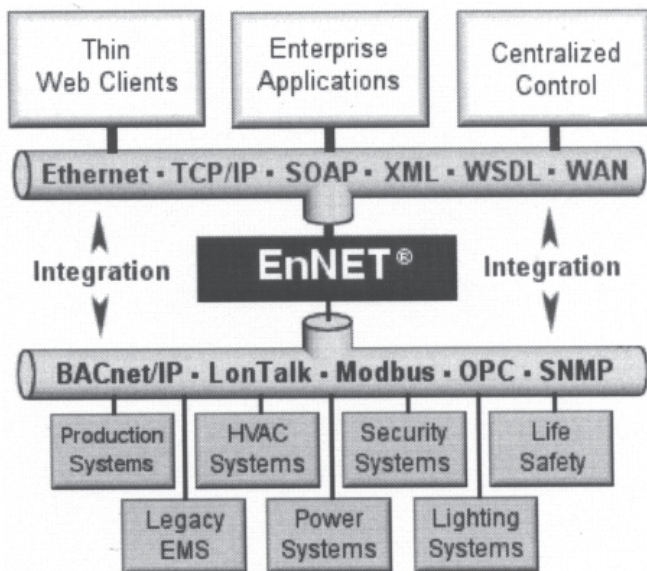 Thin
Web Clients
Enterprise
Applications
Centralized
Control
Ethernet ▪ TCP/IP ▪ SOAP ▪ XML ▪ WSDL ▪ WAN
Integration
EnNET®
Integration
BACnet/IP ▪ LonTalk ▪ Modbus ▪ OPC ▪ SNMP
Production
Systems
HVAC
Systems
Security
Systems
Life
Safety
Legacy
EMS
Power
Systems
Lighting
Systems